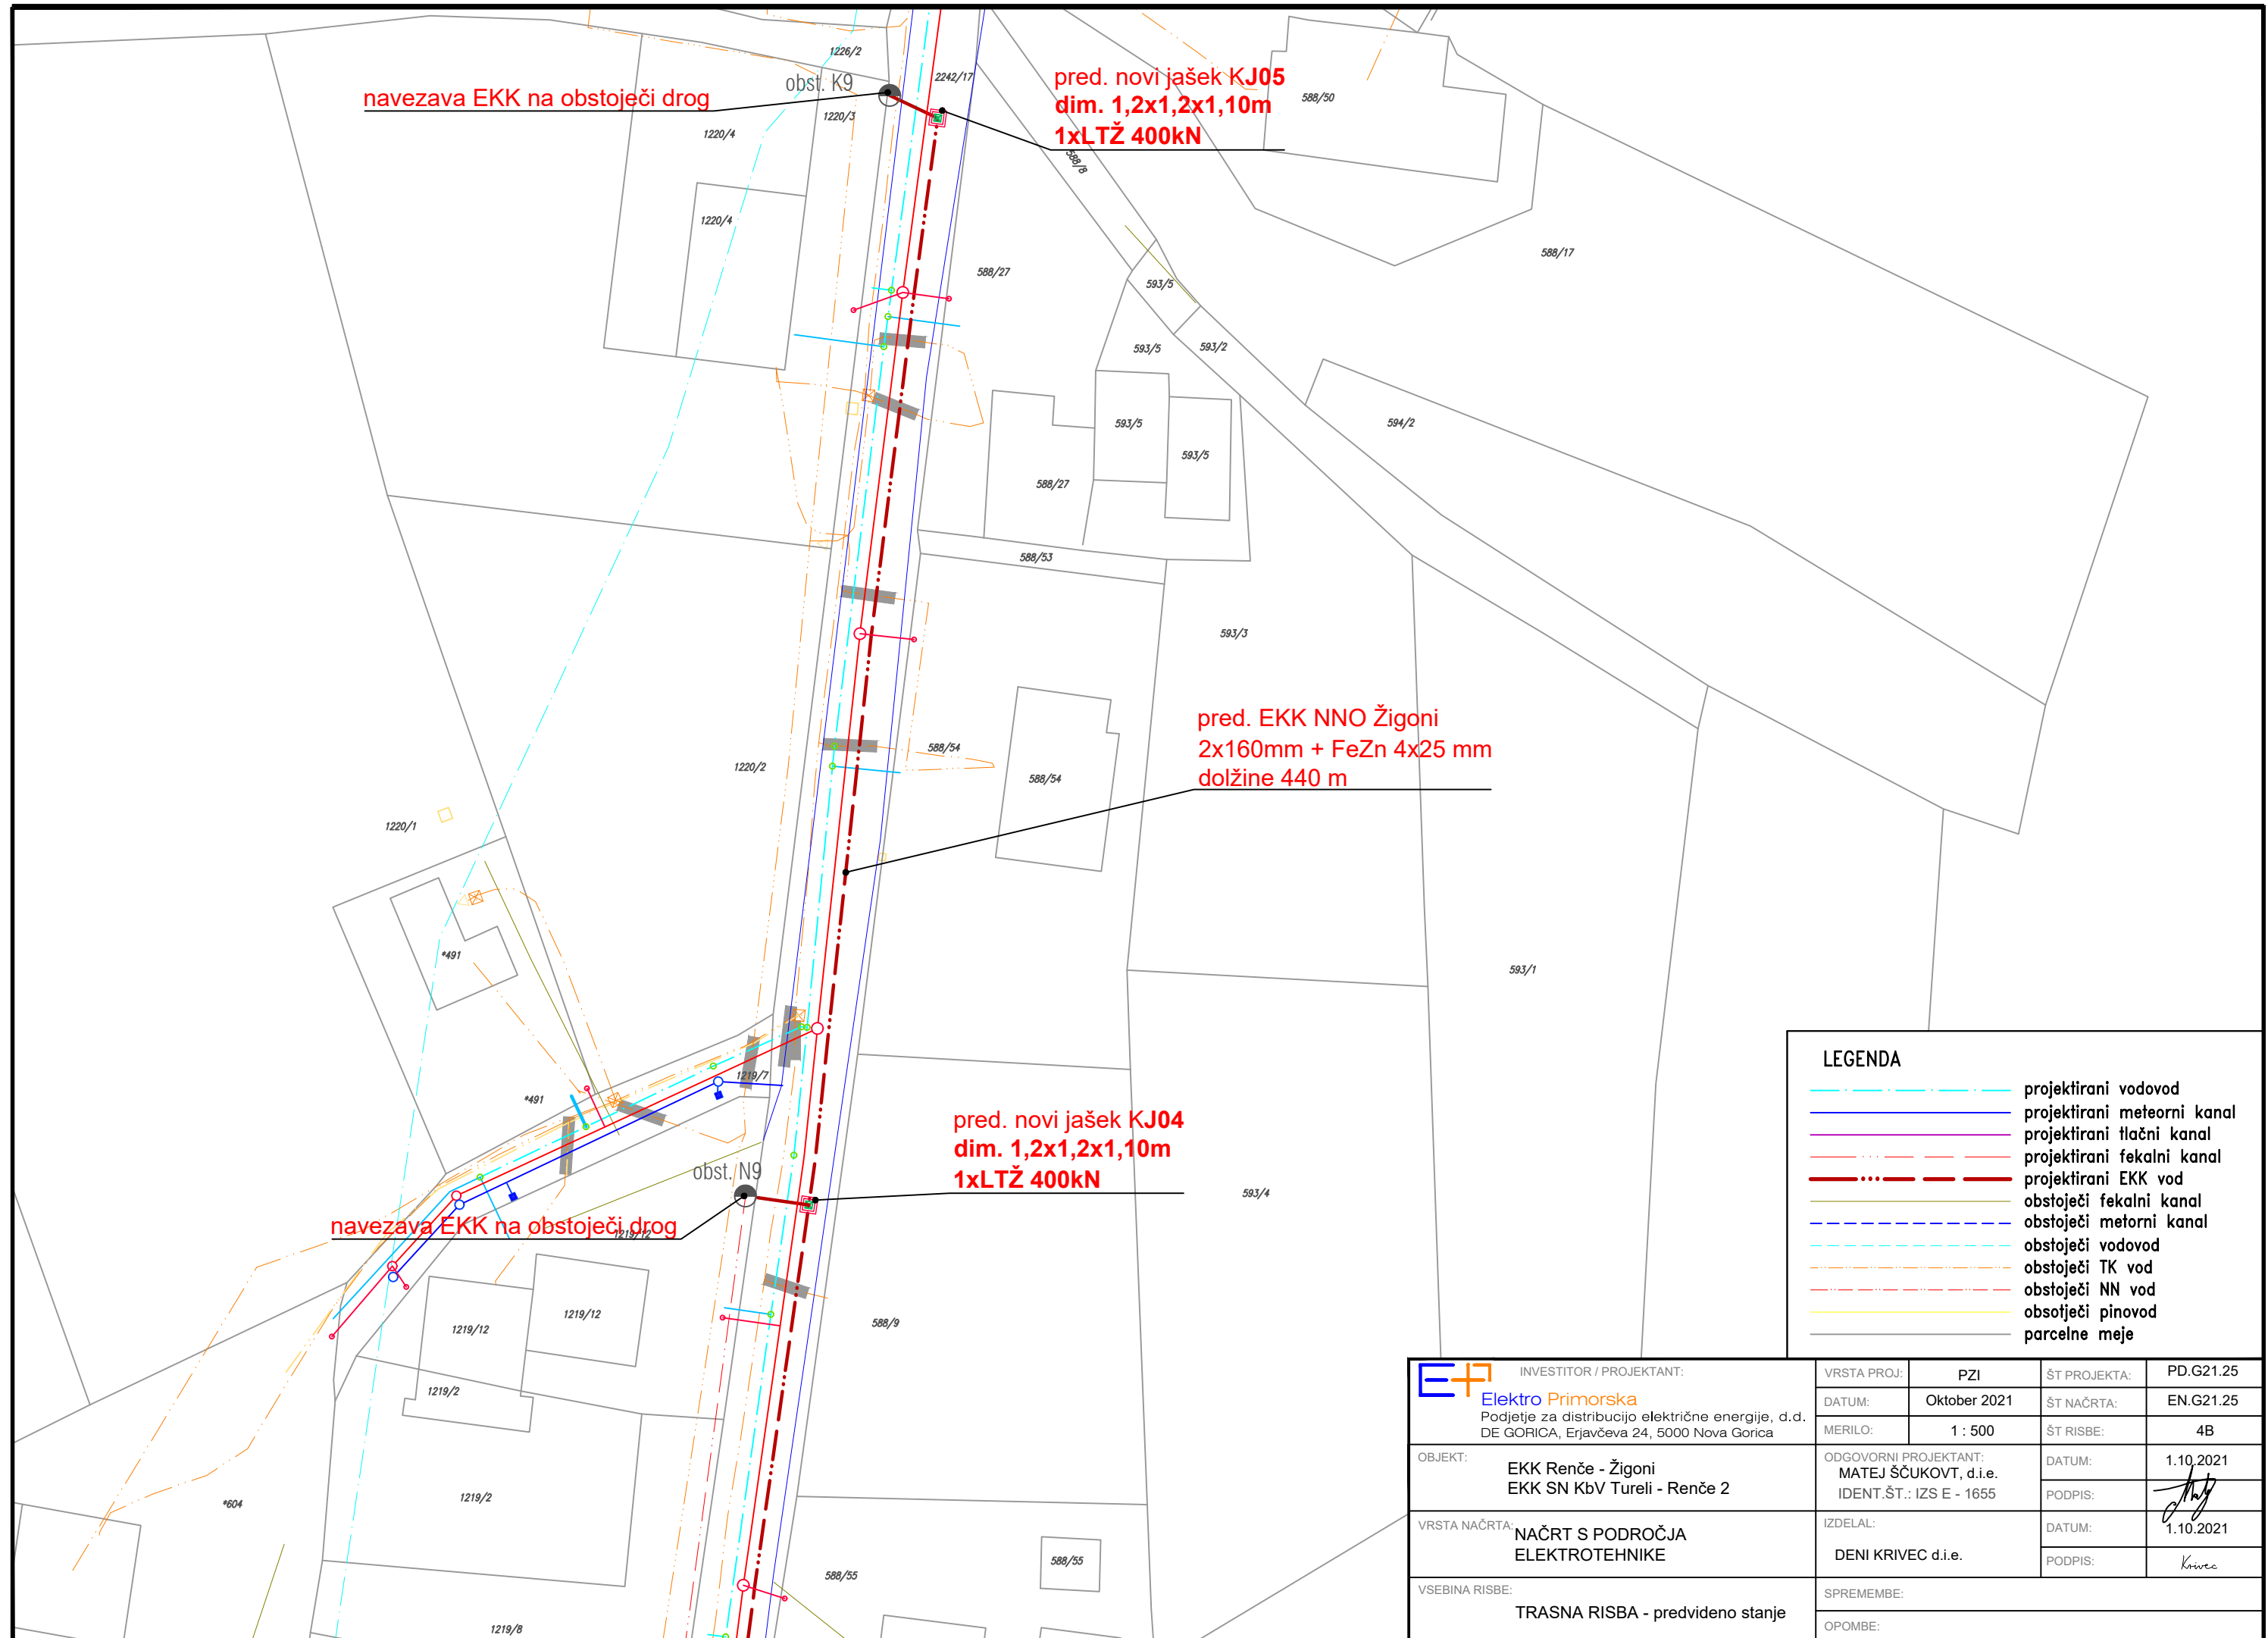 1226/2
obst. K9
2242/17
navezava EKK na obstoječi drog
pred. novi jašek KJ05
dim. 1,2x1,2x1,10m
1xLTŽ 400kN
588/50
1220/3
1220/4
588/8
1220/4
588/17
588/27
593/5
593/5
593/2
593/5
594/2
593/5
588/27
588/53
593/3
pred. EKK NNO Žigoni
2x160mm + FeZn 4x25 mm
dolžine 440 m
588/54
1220/2
588/54
1220/1
*491
593/1
1219/7
*491
pred. novi jašek KJ04
dim. 1,2x1,2x1,10m
1xLTŽ 400kN
obst. N9
593/4
navezava EKK na obstoječi drog
1219/12
1219/12
1219/12
588/9
1219/2
1219/2
*604
588/55
588/55
1219/8
LEGENDA
projektirani vodovod
projektirani meteorni kanal
projektirani tlačni kanal
projektirani fekalni kanal
projektirani EKK vod
obstoječi fekalni kanal
obstoječi metorni kanal
obstoječi vodovod
obstoječi TK vod
obstoječi NN vod
obsotječi pinovod
parcelne meje
INVESTITOR / PROJEKTANT:
Elektro Primorska
Podjetje za distribucijo električne energije, d.d.
DE GORICA, Erjavčeva 24, 5000 Nova Gorica
VRSTA PROJ: PZI ŠT PROJEKTA: PD.G21.25
DATUM: Oktober 2021 ŠT NAČRTA: EN.G21.25
MERILO: 1 : 500 ŠT RISBE: 4B
OBJEKT:
EKK Renče - Žigoni
EKK SN KbV Tureli - Renče 2
ODGOVORNI PROJEKTANT:
MATEJ ŠČUKOVT, d.i.e.
IDENT.ŠT.: IZS E - 1655
DATUM: 1.10.2021
PODPIS:
VRSTA NAČRTA:
NAČRT S PODROČJA
ELEKTROTEHNIKE
IZDELAL:
DENI KRIVEC d.i.e.
DATUM: 1.10.2021
PODPIS: Krivec
VSEBINA RISBE:
TRASNA RISBA - predvideno stanje
SPREMEMBE:
OPOMBE: